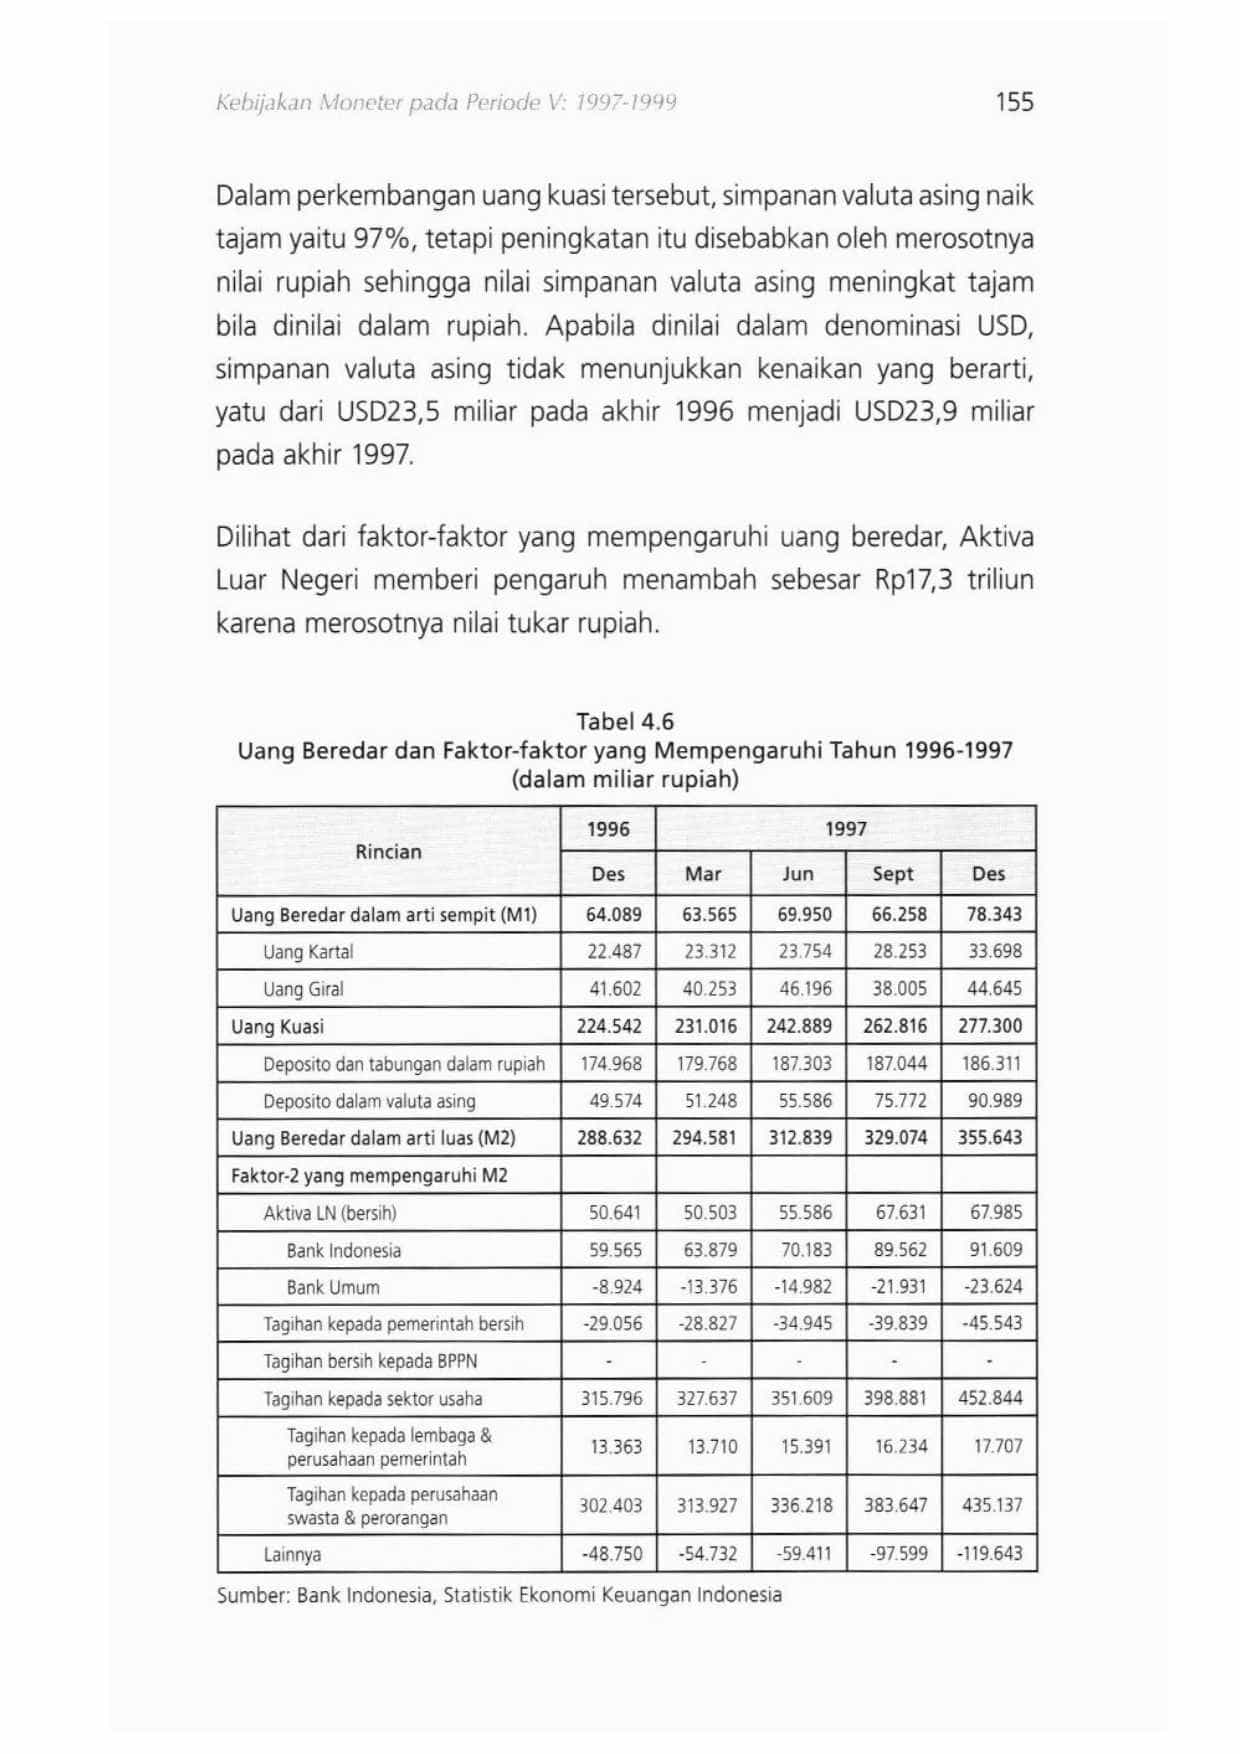 Kebijakan Moneter pada Periode V: 1997-1999 155
Dalam perkembangan uang kuasi tersebut, simpanan valuta asing naik
tajam yaitu 97%, tetapi peningkatan itu disebabkan oleh merosotnya
nilai rupiah sehingga nilai simpanan valuta asing meningkat tajam
bila dinilai dalam rupiah. Apabila dinilai dalam denominasi USD,
simpanan valuta asing tidak menunjukkan kenaikan yang berarti,
yatu dari USD23,5 miliar pada akhir 1996 menjadi USD23,9 miliar
pada akhir 1997.
Dilihat dari faktor-faktor yang mempengaruhi uang beredar, Aktiva
Luar Negeri memberi pengaruh menambah sebesar Rp17,3 triliun
karena merosotnya nilai tukar rupiah.
Tabel 4.6
Uang Beredar dan Faktor-faktor yang Mempengaruhi Tahun 1996-1997
(dalam miliar rupiah)
Rincian 1996 1997
Des Mar Jun Sept Des
Uang Beredar dalam arti sempit (M1) 64.089 63.565 69.950 66.258 78.343
Uang Kartal 22.487 23.312 23.754 28.253 33.698
Uang Giral 41.602 40.253 46.196 38.005 44.645
Uang Kuasi 224.542 231.016 242.889 262.816 277.300
Deposito dan tabungan dalam rupiah 174.968 179.768 187.303 187.044 186.311
Deposito dalam valuta asing 49.574 51.248 55.586 75.772 90.989
Uang Beredar dalam arti luas (M2) 288.632 294.581 312.839 329.074 355.643
Faktor-2 yang mempengaruhi M2
Aktiva LN (bersih) 50.641 50.503 55.586 67.631 67.985
Bank Indonesia 59.565 63.879 70.183 89.562 91.609
Bank Umum -8.924 -13.376 -14.982 -21.931 -23.624
Tagihan kepada pemerintah bersih -29.056 -28.827 -34.945 -39.839 -45.543
Tagihan bersih kepada BPPN - - - - -
Tagihan kepada sektor usaha 315.796 327.637 351.609 398.881 452.844
Tagihan kepada lembaga &
perusahaan pemerintah 13.363 13.710 15.391 16.234 17.707
Tagihan kepada perusahaan
swasta & perorangan 302.403 313.927 336.218 383.647 435.137
Lainnya -48.750 -54.732 -59.411 -97.599 -119.643
Sumber: Bank Indonesia, Statistik Ekonomi Keuangan Indonesia